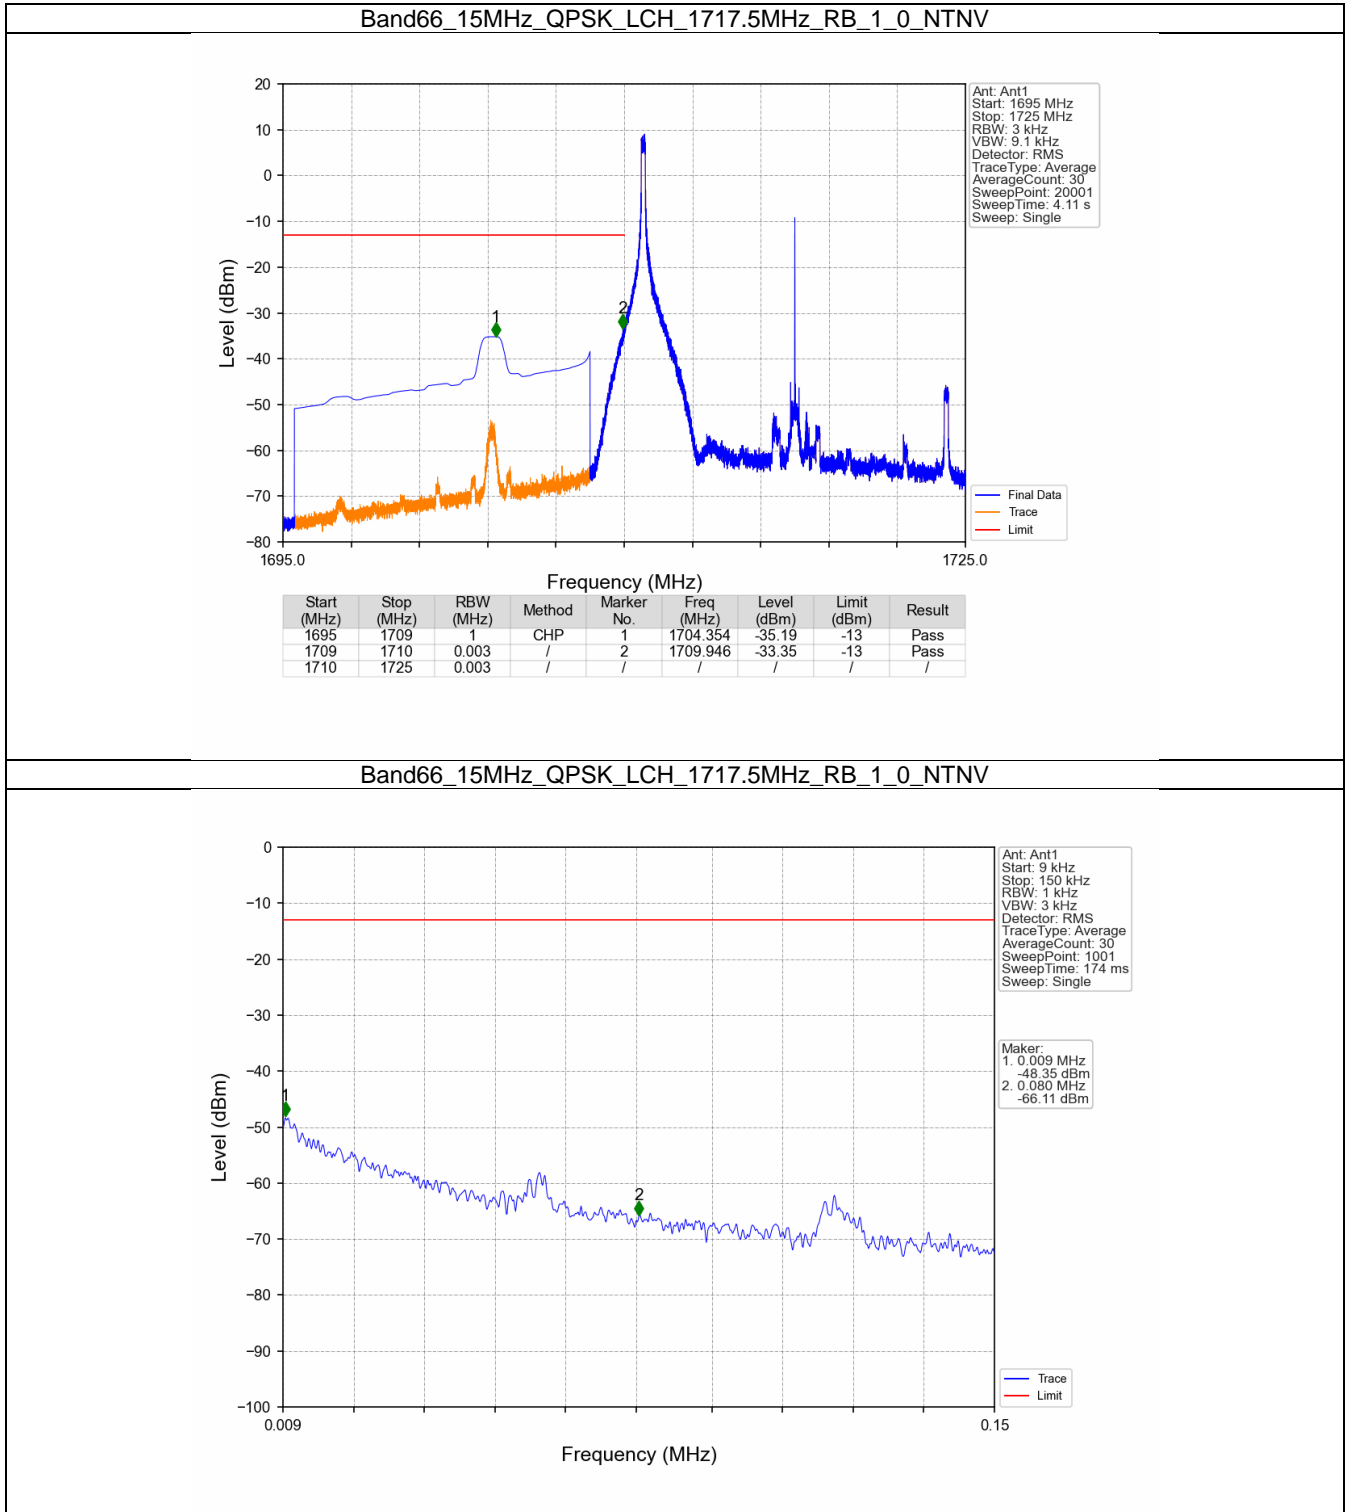 Band66_15MHz_QPSK_LCH_1717.5MHz_RB_1_0_NTNV
20
10
0
−10
−20
−30
−40
−50
−60
−70
−80
Level (dBm)
1
2
1695.0
1725.0
Frequency (MHz)
Ant: Ant1
Start: 1695 MHz
Stop: 1725 MHz
RBW: 3 kHz
VBW: 9.1 kHz
Detector: RMS
TraceType: Average
AverageCount: 30
SweepPoint: 20001
SweepTime: 4.11 s
Sweep: Single
Final Data
Trace
Limit
Start (MHz) Stop (MHz) RBW (MHz) Method Marker No. Freq (MHz) Level (dBm) Limit (dBm) Result
1695 1709 1 CHP 1 1704.354 -35.19 -13 Pass
1709 1710 0.003 / 2 1709.946 -33.35 -13 Pass
1710 1725 0.003 / / / / / /
Band66_15MHz_QPSK_LCH_1717.5MHz_RB_1_0_NTNV
0
−10
−20
−30
−40
−50
−60
−70
−80
−90
−100
Level (dBm)
1
2
0.009
0.15
Frequency (MHz)
Ant: Ant1
Start: 9 kHz
Stop: 150 kHz
RBW: 1 kHz
VBW: 3 kHz
Detector: RMS
TraceType: Average
AverageCount: 30
SweepPoint: 1001
SweepTime: 174 ms
Sweep: Single
Maker:
1. 0.009 MHz
-48.35 dBm
2. 0.080 MHz
-66.11 dBm
Trace
Limit